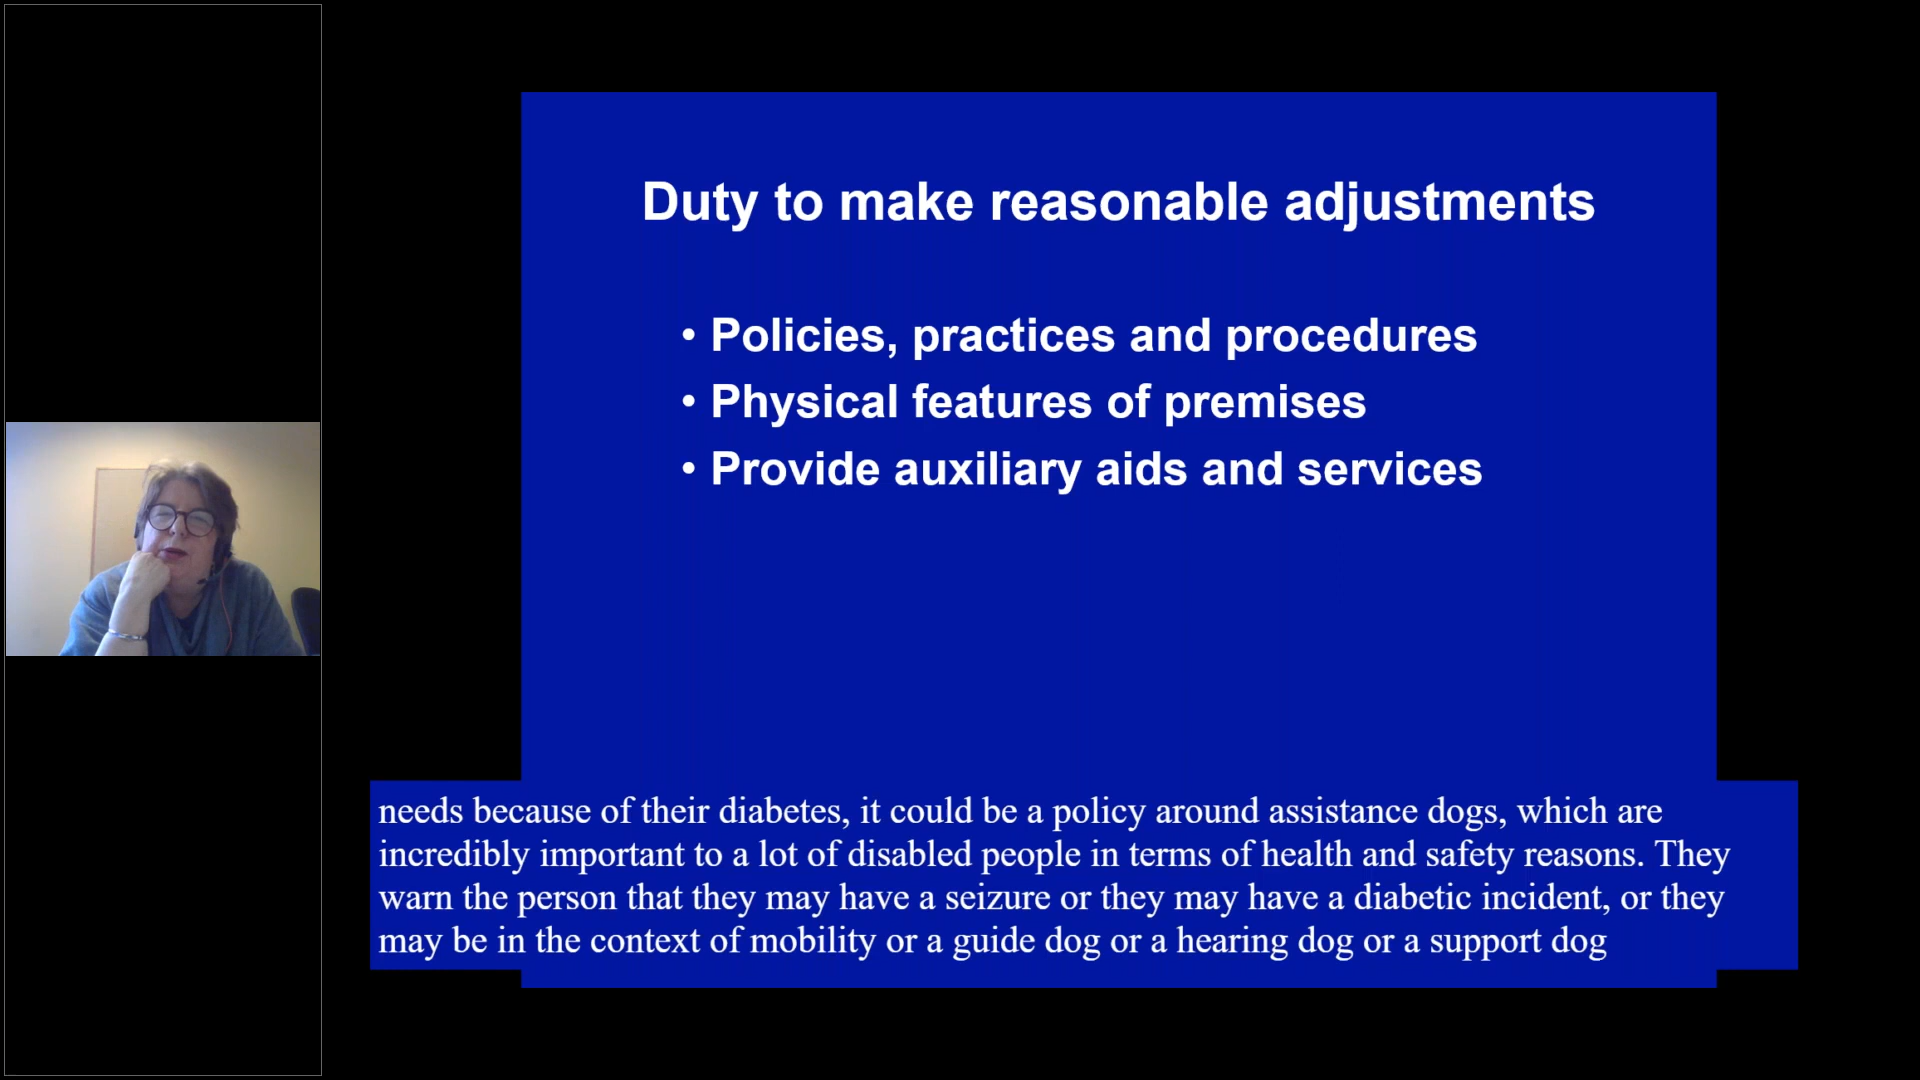 Duty to make reasonable adjustments
• Policies, practices and procedures
• Physical features of premises
• Provide auxiliary aids and services
needs because of their diabetes, it could be a policy around assistance dogs, which are
incredibly important to a lot of disabled people in terms of health and safety reasons. They
warn the person that they may have a seizure or they may have a diabetic incident, or they
may be in the context of mobility or a guide dog or a hearing dog or a support dog